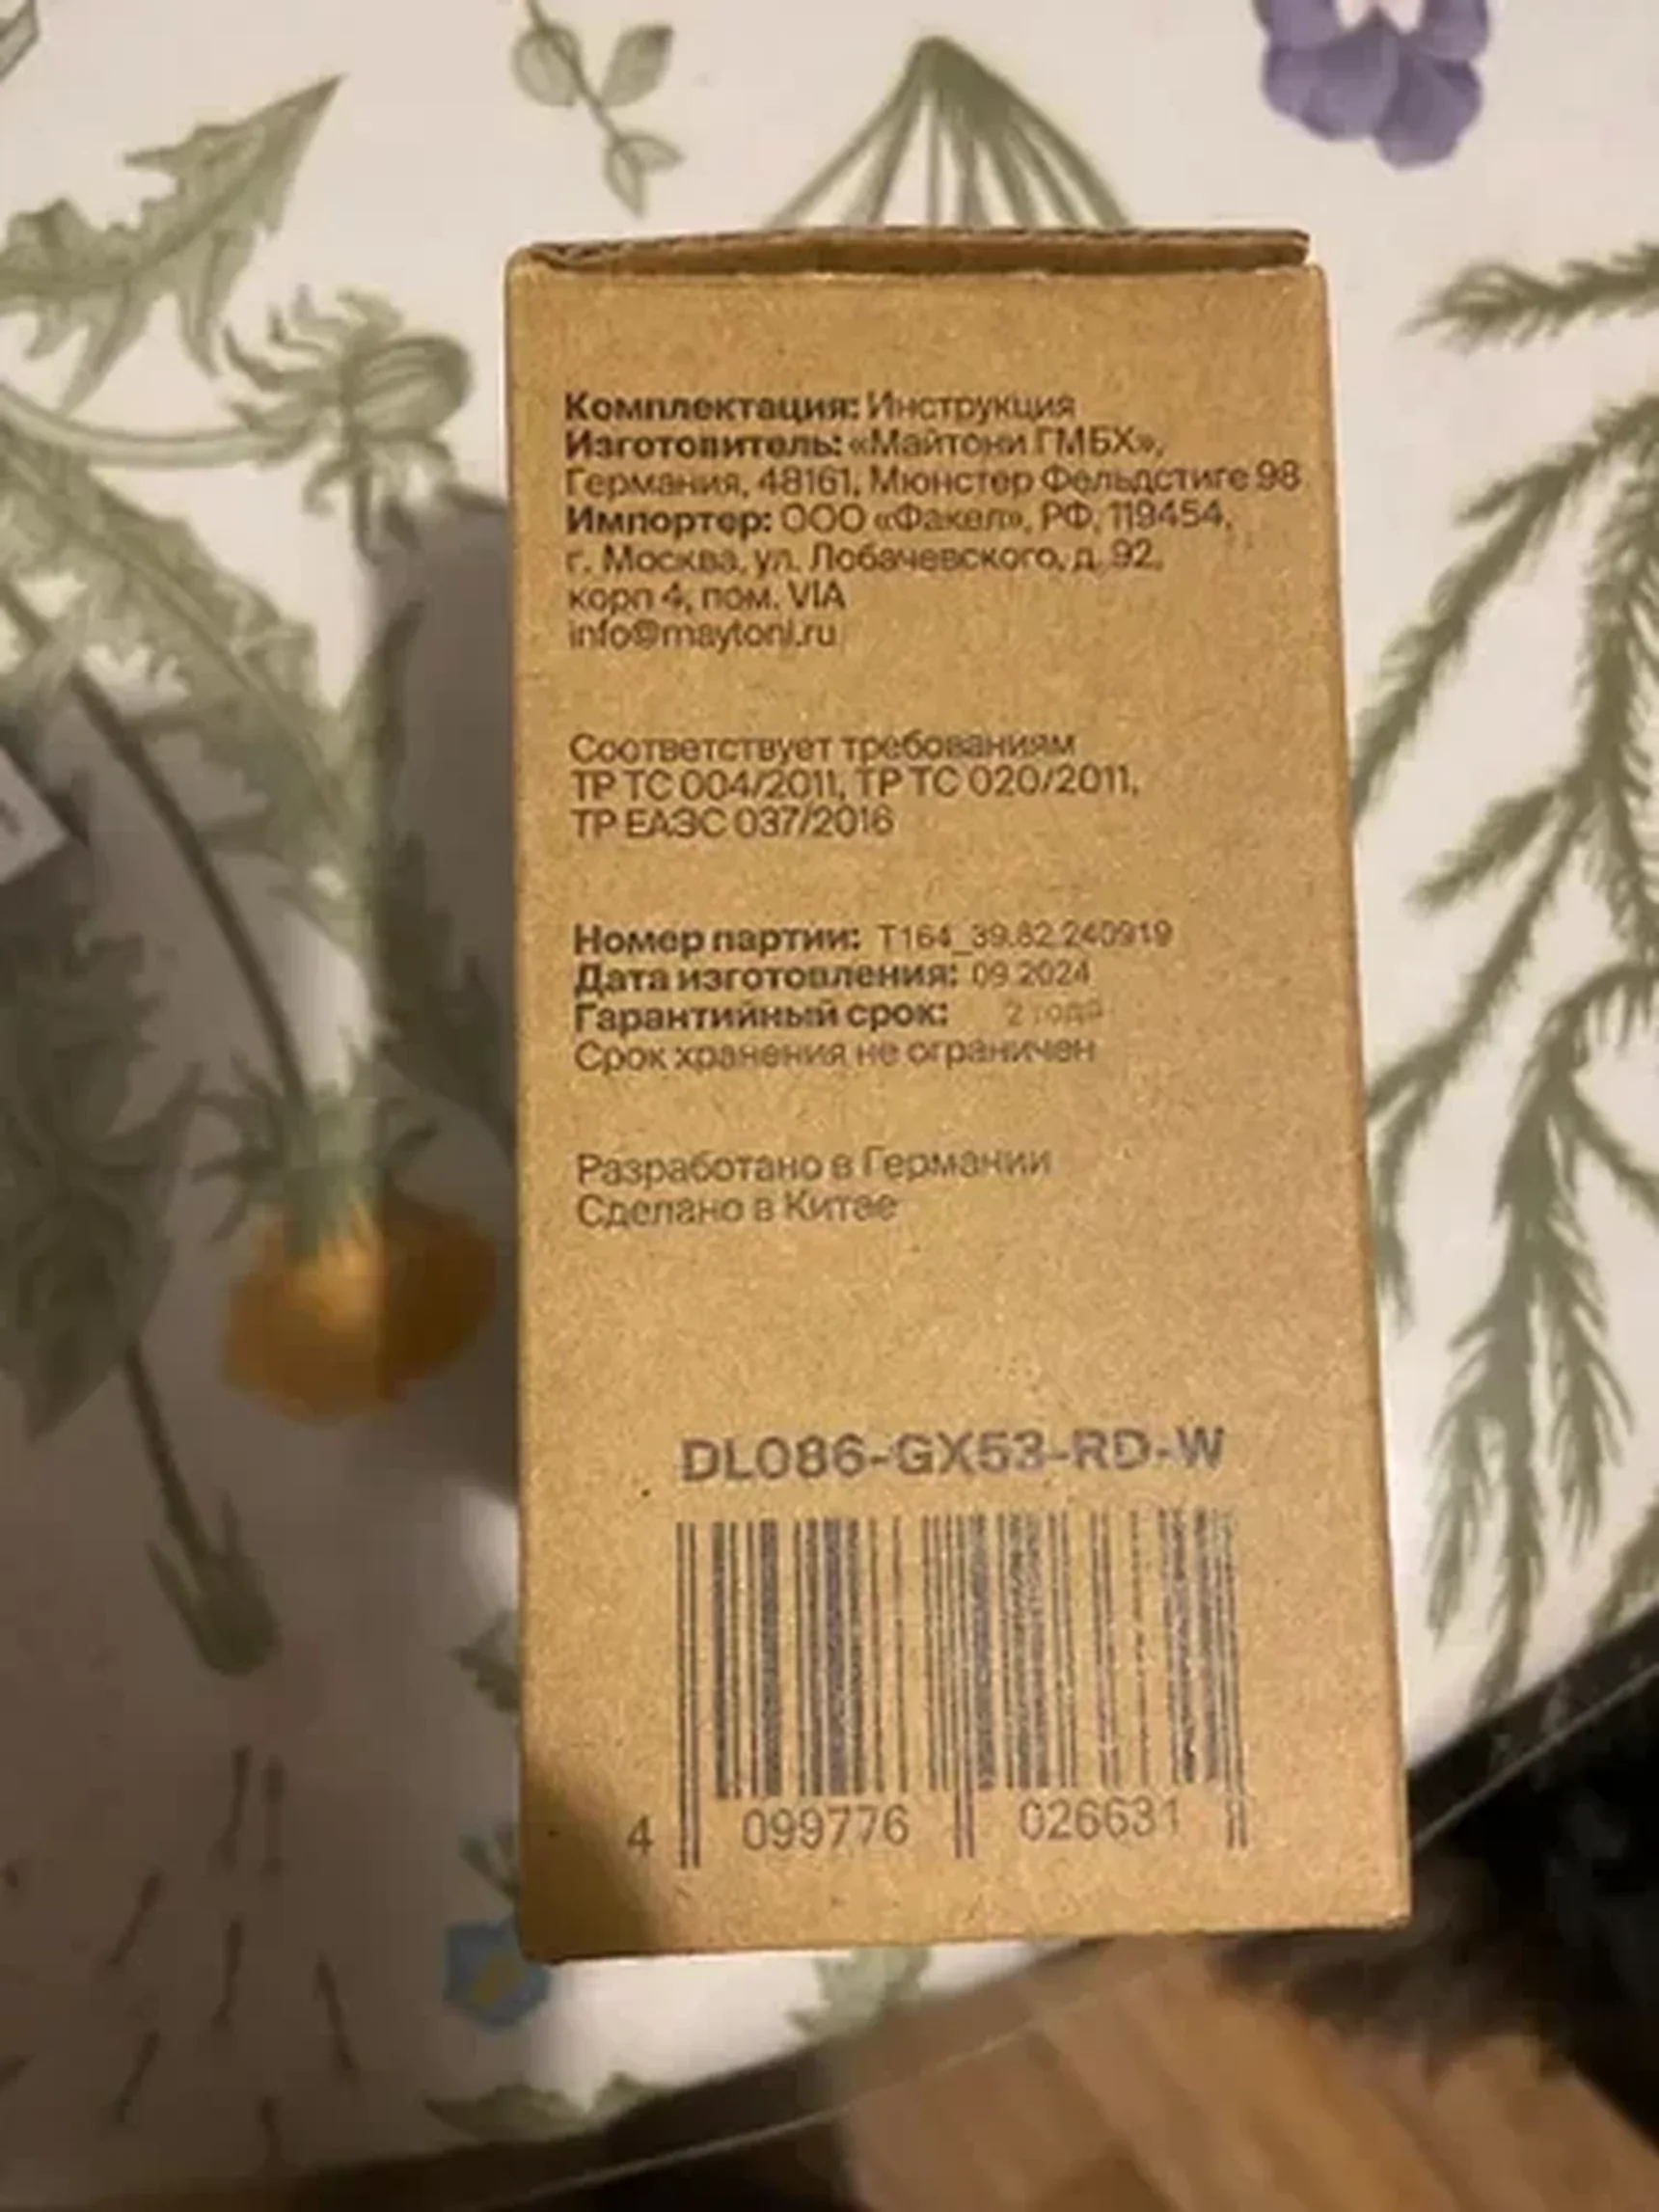 Комплектация: Инструкция
Изготовитель: «Майтони ГМБХ»,
Германия, 48161, Мюнстер Фельдстиге 98
Импортер: ООО «Факел», РФ, 119454,
г. Москва, ул. Лобачевского, д. 92,
корп 4, пом. VIA
info@maytoni.ru
Соответствует требованиям
ТР ТС 004/2011, ТР ТС 020/2011,
ТР ЕАЭС 037/2016
Номер партии: T164_39.82.240919
Дата изготовления: 09.2024
Гарантийный срок: 2 года
Срок хранения не ограничен
Разработано в Германии
Сделано в Китае
DL086-GX53-RD-W
4 099776 026631